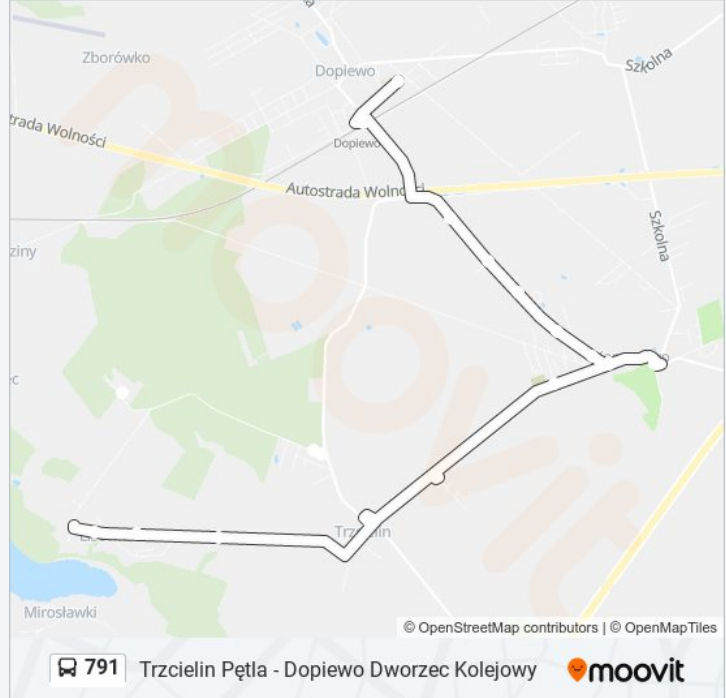 Zborówko
Dopiewo
Szkolna
trada Wolności
Dopiewo
Autostrada Wolności
Szkolna
ziny
Trzcielin
Mirosławki
© OpenStreetMap contributors | © OpenMapTiles
791 Trzcielin Pętla - Dopiewo Dworzec Kolejowy moovit